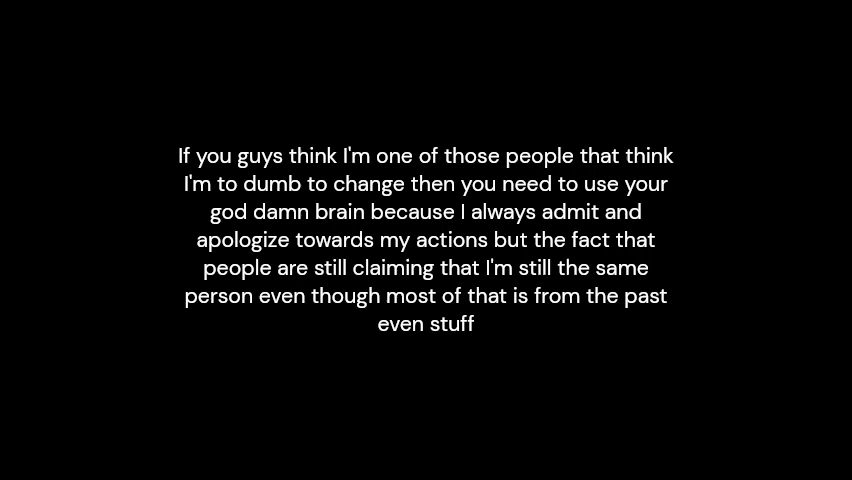 If you guys think I'm one of those people that think
I'm to dumb to change then you need to use your
god damn brain because I always admit and
apologize towards my actions but the fact that
people are still claiming that I'm still the same
person even though most of that is from the past
even stuff